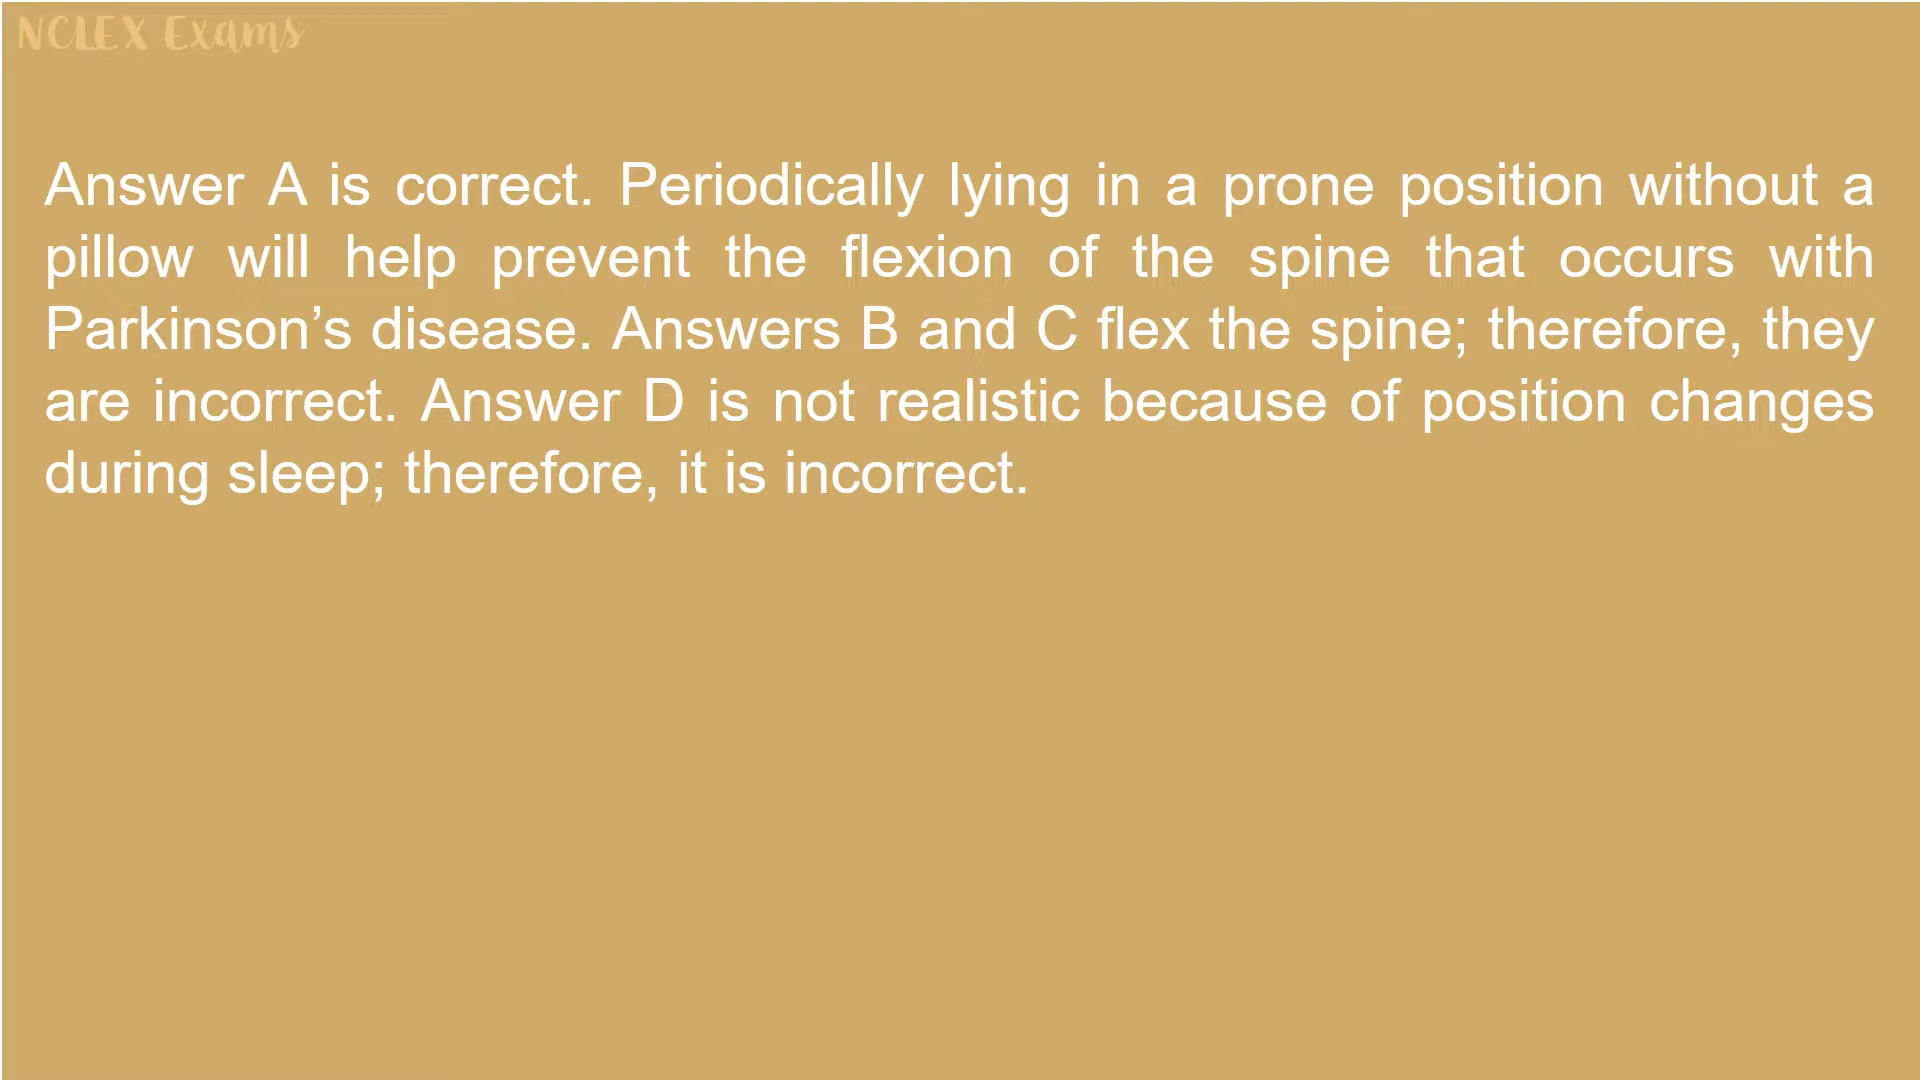 NCLEX Exams
Answer A is correct. Periodically lying in a prone position without a
pillow will help prevent the flexion of the spine that occurs with
Parkinson’s disease. Answers B and C flex the spine; therefore, they
are incorrect. Answer D is not realistic because of position changes
during sleep; therefore, it is incorrect.